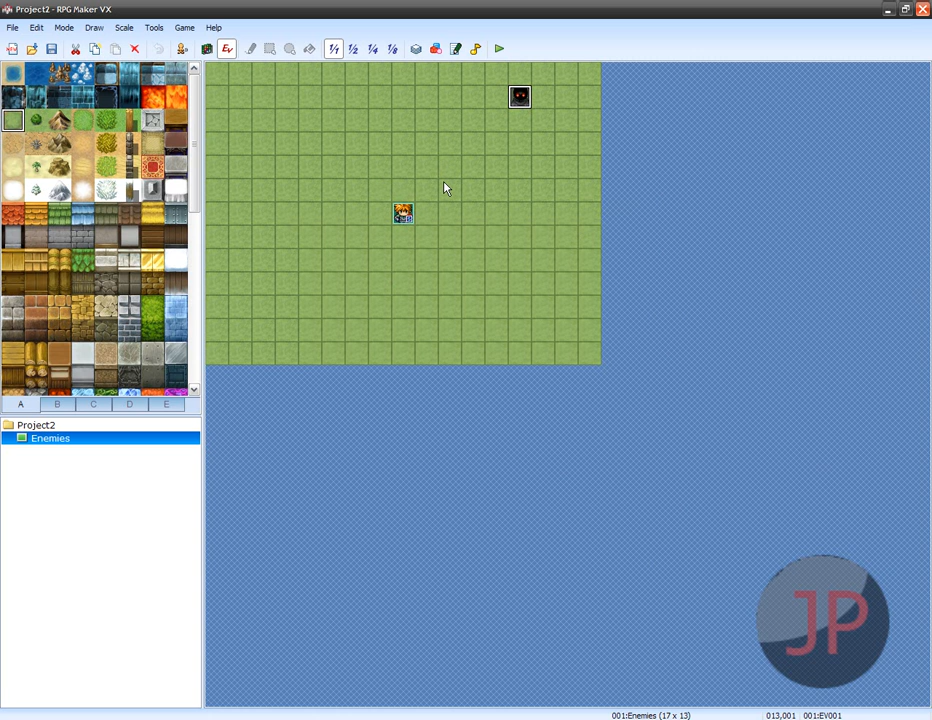 Project2 - RPG Maker VX
File Edit Mode Draw Scale Tools Game Help
Ev 1/1 1/2 1/4 1/8
A B C D E
Project2
Enemies
JP
001:Enemies (17 x 13) 013,001 001:EV001